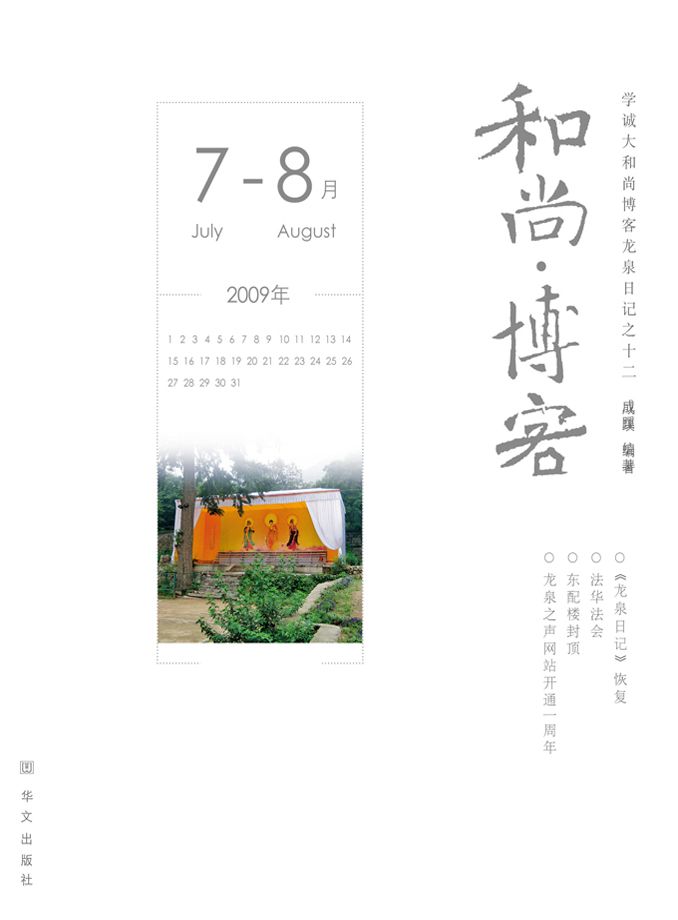 学诚大和尚博客龙泉日记之十二 成 编著
和尚·博客
7-8月
July August
2009年
1 2 3 4 5 6 7 8 9 10 11 12 13 14
15 16 17 18 19 20 21 22 23 24 25 26
27 28 29 30 31
○《龙泉日记》恢复
○法华法会
○东配楼封顶
○龙泉之声网站开通一周年
华文出版社